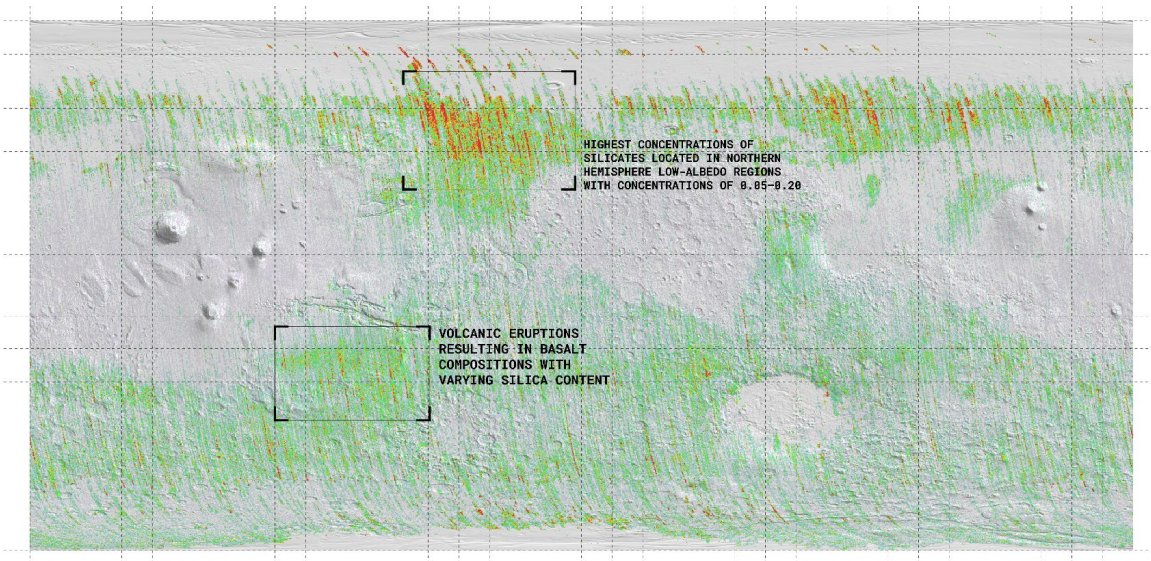 HIGHEST CONCENTRATIONS OF
SILICATES LOCATED IN NORTHERN
HEMISPHERE LOW-ALBEDO REGIONS
WITH CONCENTRATIONS OF 0.05-0.20
VOLCANIC ERUPTIONS
RESULTING IN BASALT
COMPOSITIONS WITH
VARYING SILICA CONTENT